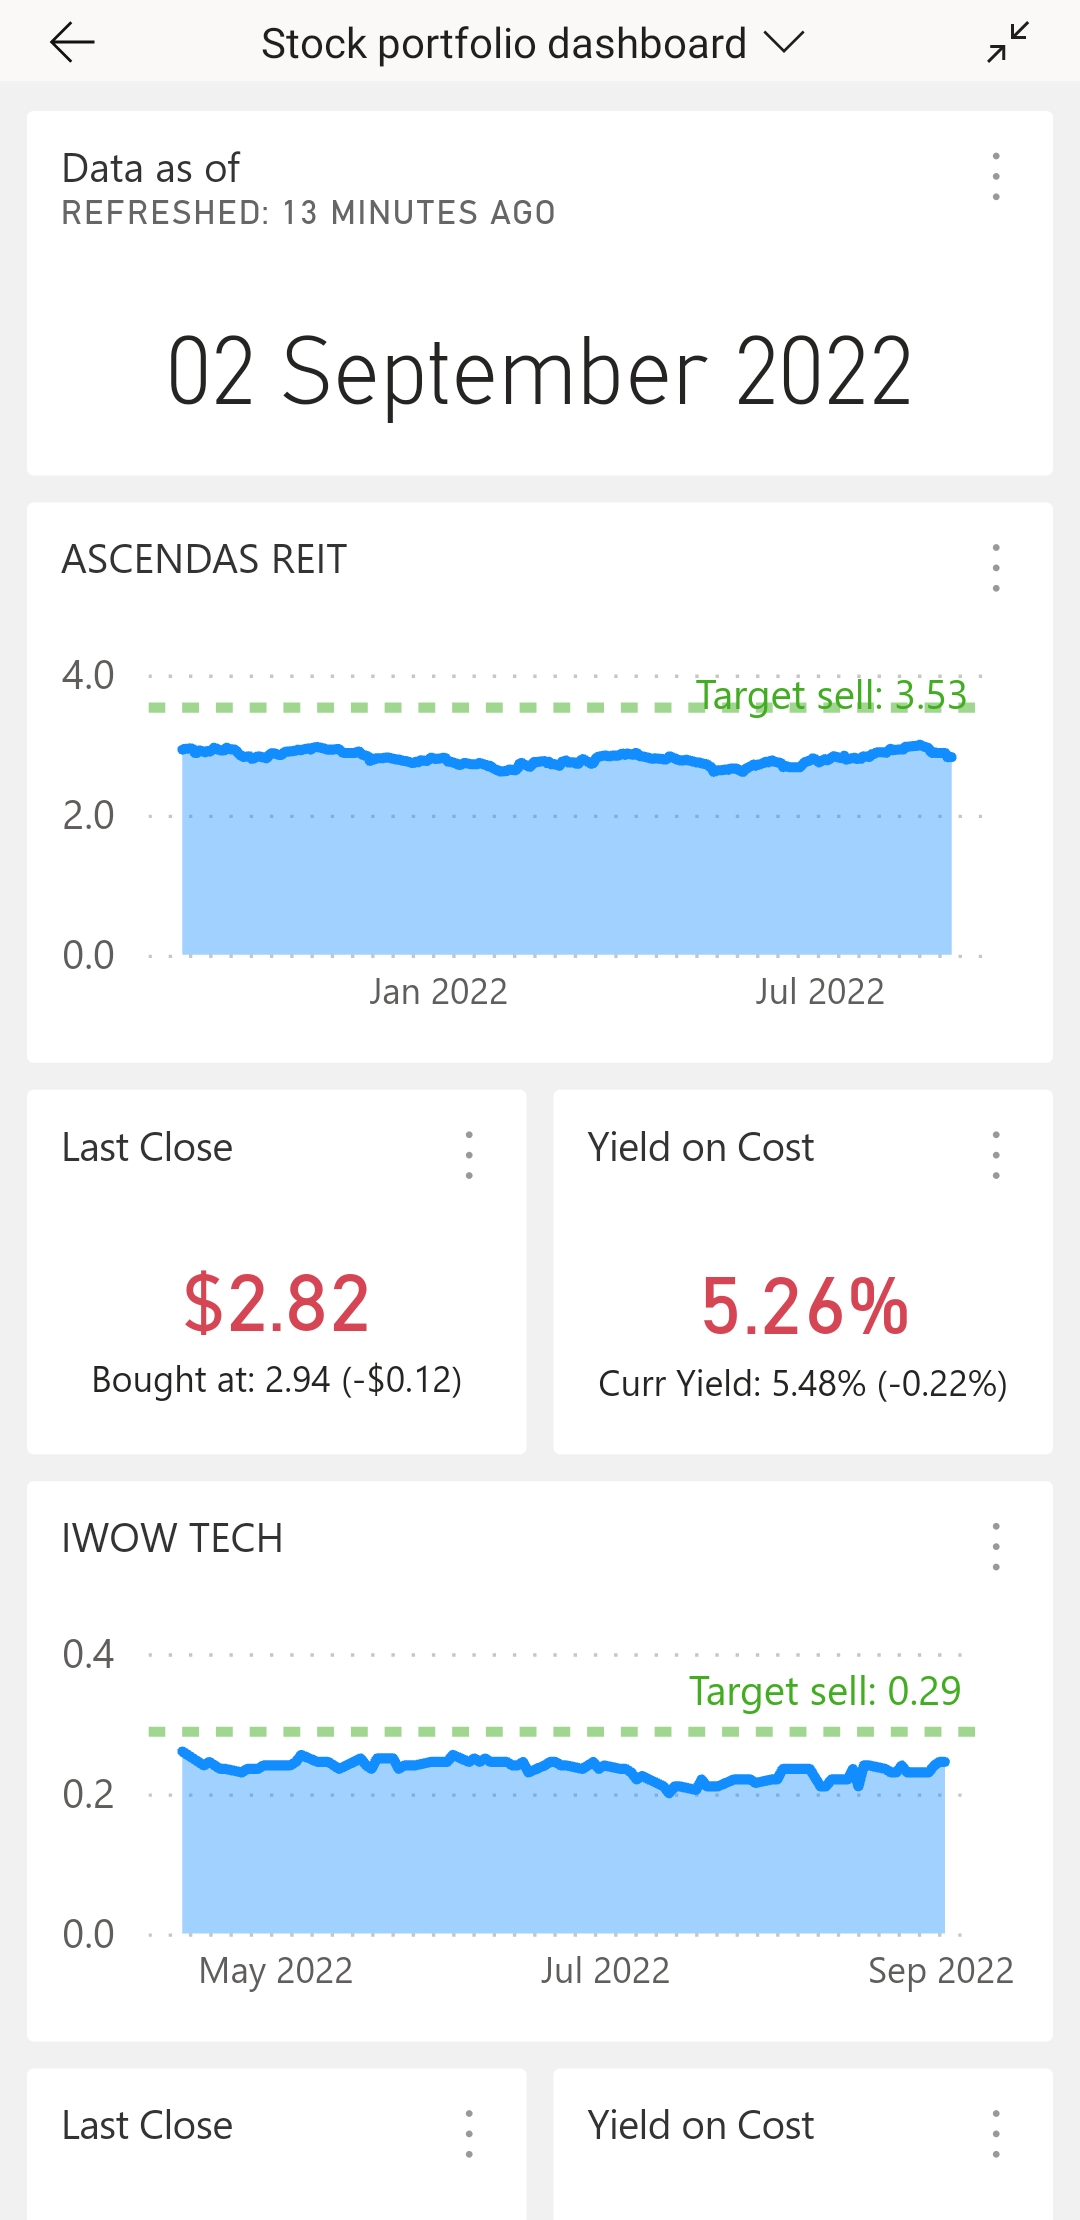 Stock portfolio dashboard
Data as of
REFRESHED: 13 MINUTES AGO
02 September 2022
ASCENDAS REIT
4.0
Target sell: 3.53
2.0
0.0
Jan 2022 Jul 2022
Last Close
$2.82
Bought at: 2.94 (-$0.12)
Yield on Cost
5.26%
Curr Yield: 5.48% (-0.22%)
IWOW TECH
0.4
Target sell: 0.29
0.2
0.0
May 2022 Jul 2022 Sep 2022
Last Close
Yield on Cost